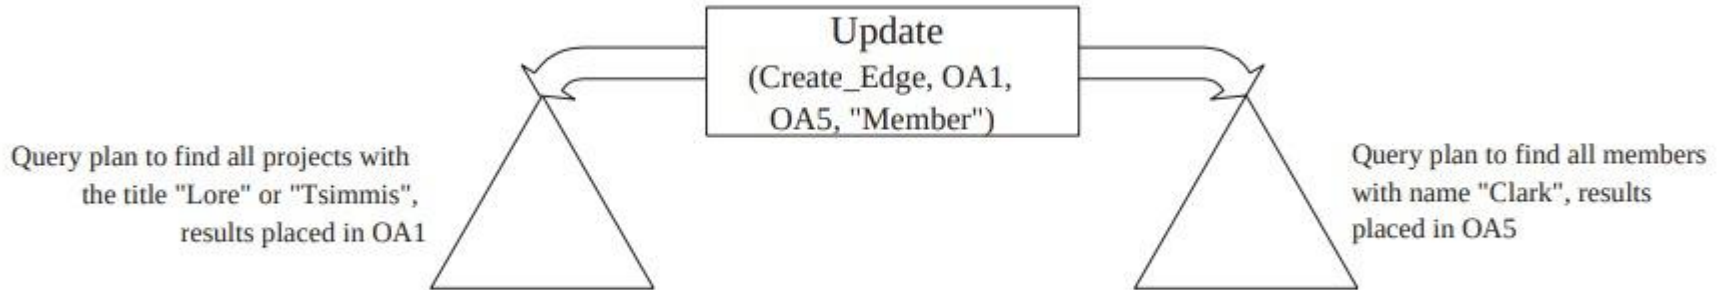 Update
(Create_Edge, OA1,
OA5, "Member")
Query plan to find all projects with
the title "Lore" or "Tsimmis",
results placed in OA1
Query plan to find all members
with name "Clark", results
placed in OA5